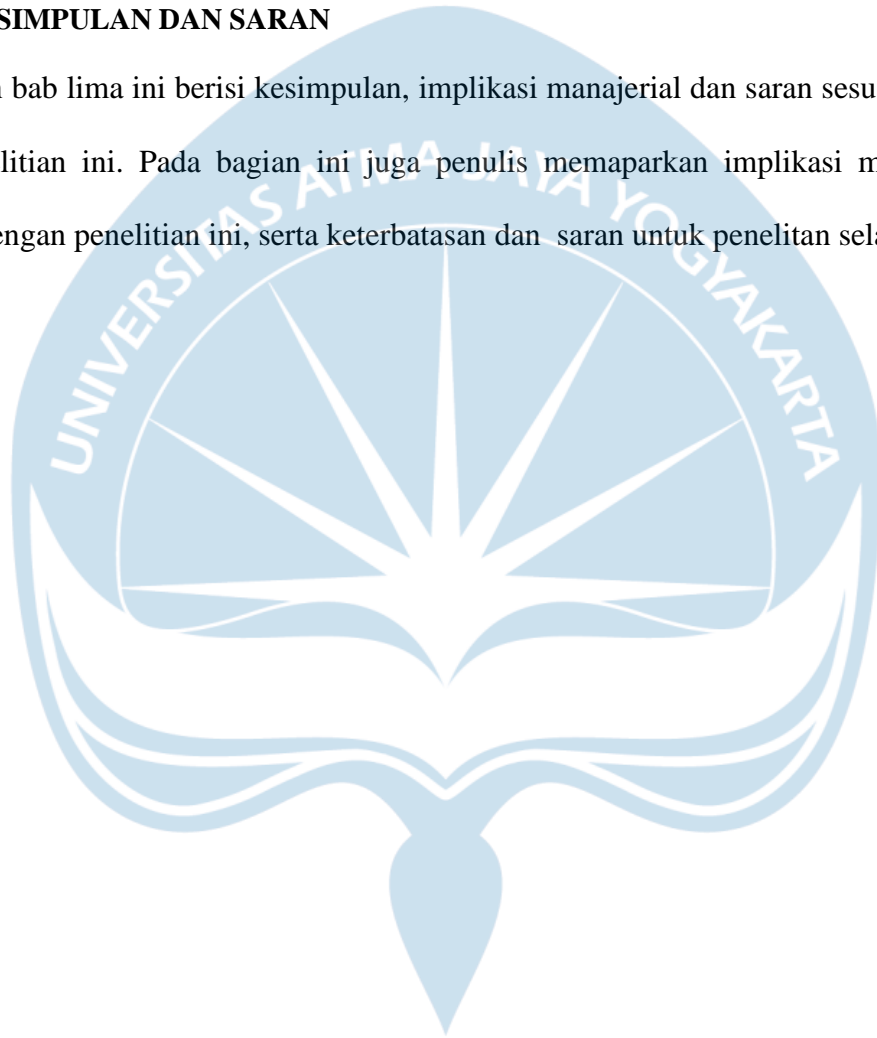 SIMPULAN DAN SARAN
bab lima ini berisi kesimpulan, implikasi manajerial dan saran sesu
elitian ini. Pada bagian ini juga penulis memaparkan implikasi m
engan penelitian ini, serta keterbatasan dan saran untuk penelitan sela
UNIVERSITAS ATMA JAYA YOGYAKARTA